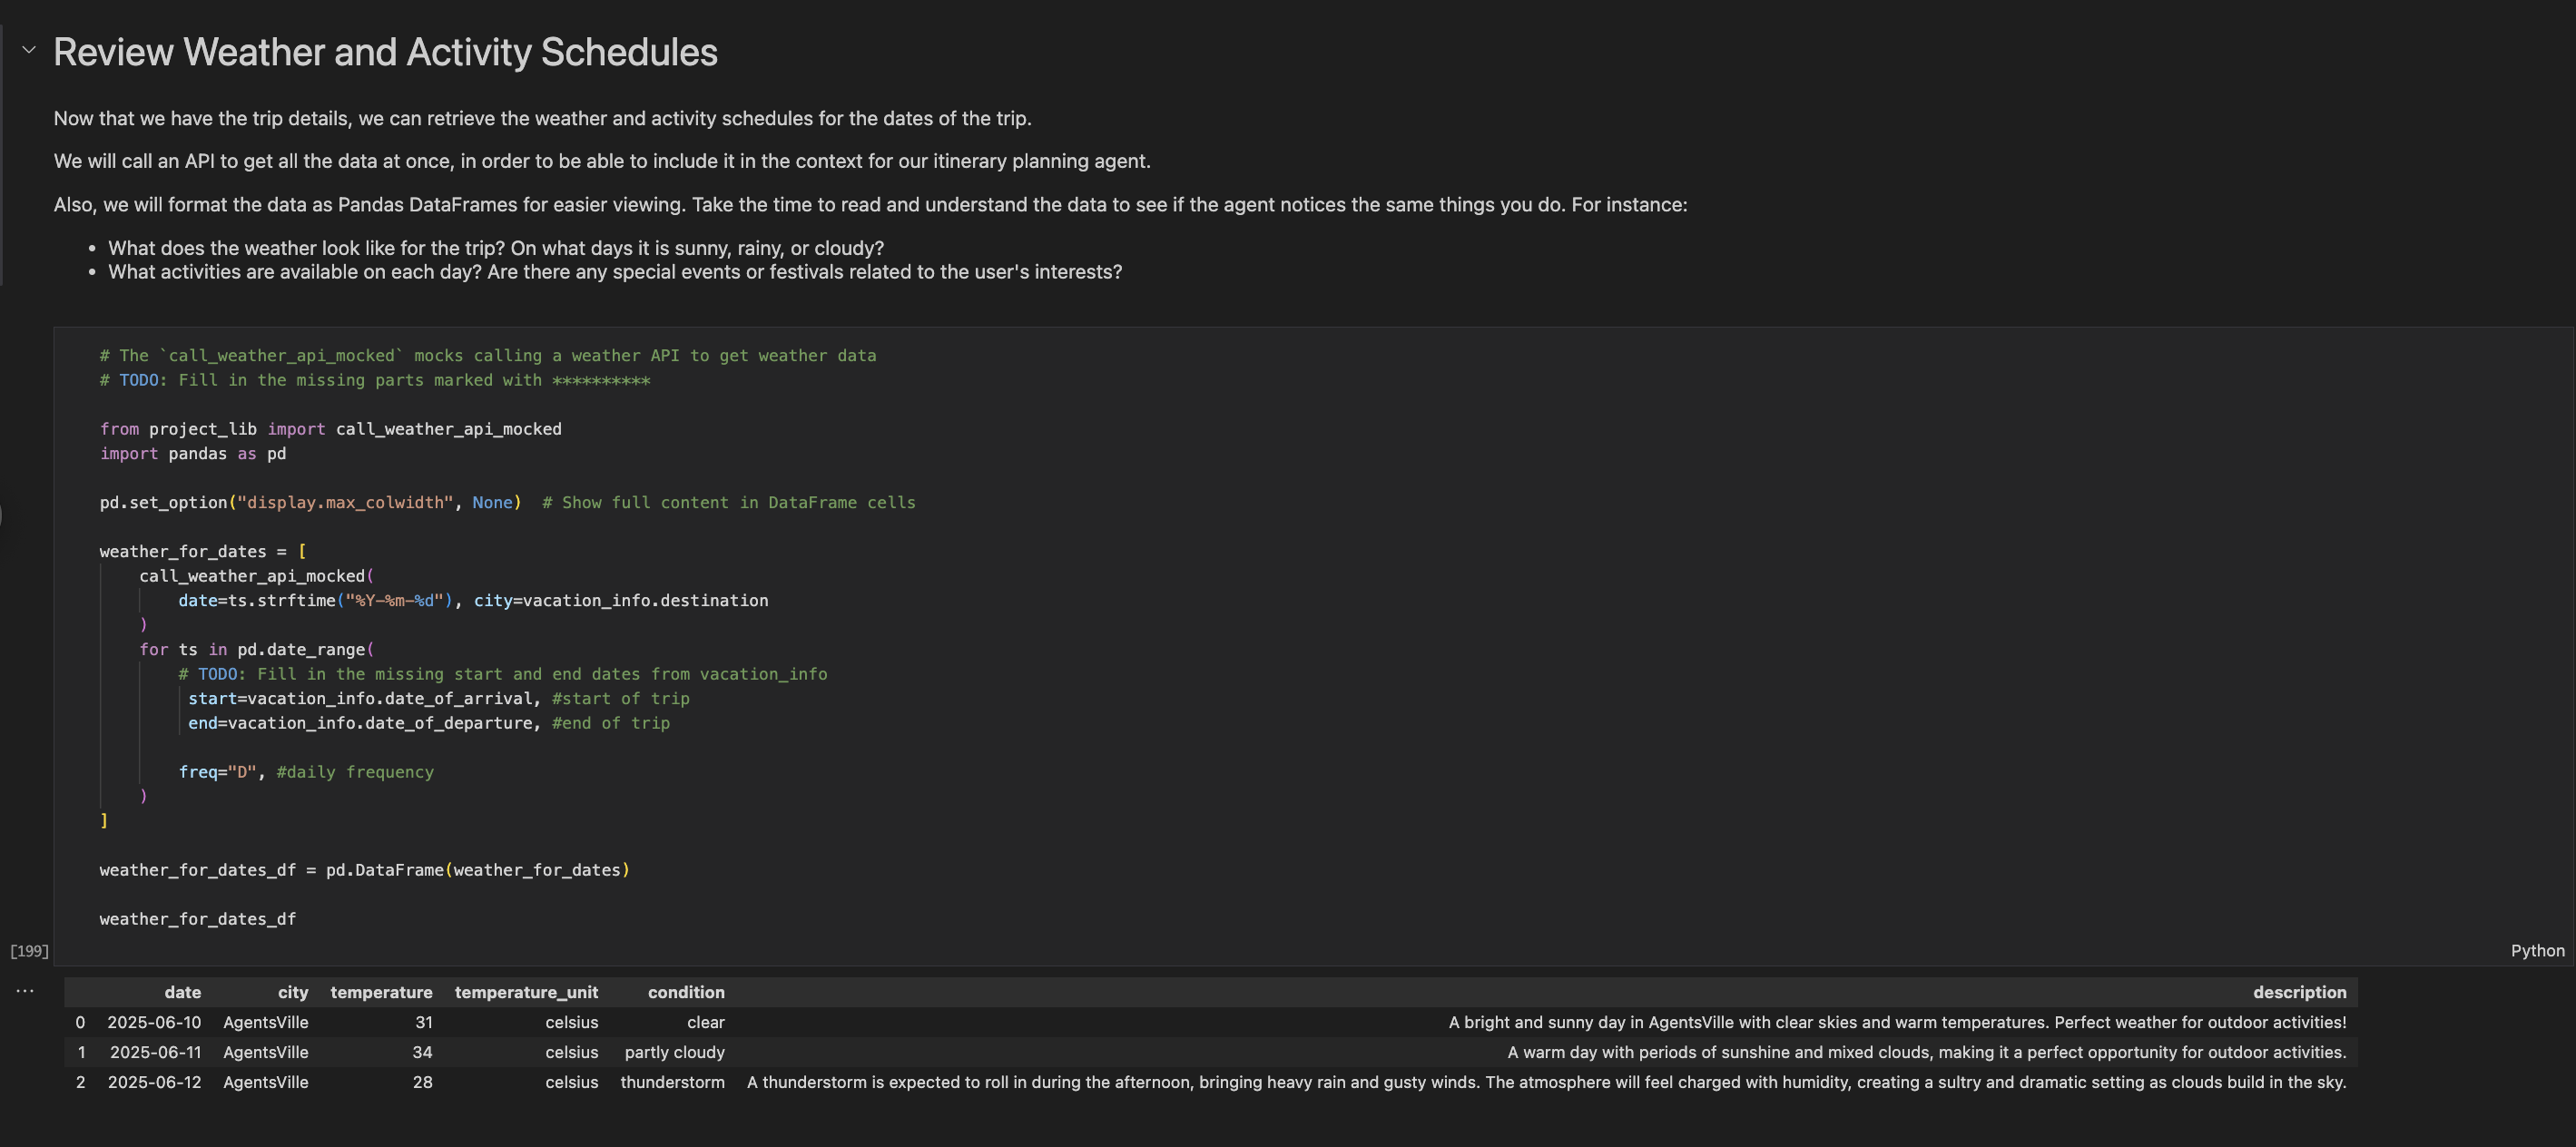 Review Weather and Activity Schedules
Now that we have the trip details, we can retrieve the weather and activity schedules for the dates of the trip.
We will call an API to get all the data at once, in order to be able to include it in the context for our itinerary planning agent.
Also, we will format the data as Pandas DataFrames for easier viewing. Take the time to read and understand the data to see if the agent notices the same things you do. For instance:
• What does the weather look like for the trip? On what days it is sunny, rainy, or cloudy?
• What activities are available on each day? Are there any special events or festivals related to the user's interests?
# The `call_weather_api_mocked` mocks calling a weather API to get weather data
# TODO: Fill in the missing parts marked with **********
from project_lib import call_weather_api_mocked
import pandas as pd
pd.set_option("display.max_colwidth", None)  # Show full content in DataFrame cells
weather_for_dates = [
    call_weather_api_mocked(
        date=ts.strftime("%Y-%m-%d"), city=vacation_info.destination
    )
    for ts in pd.date_range(
        # TODO: Fill in the missing start and end dates from vacation_info
         start=vacation_info.date_of_arrival, #start of trip
         end=vacation_info.date_of_departure, #end of trip
        freq="D", #daily frequency
    )
]
weather_for_dates_df = pd.DataFrame(weather_for_dates)
weather_for_dates_df
[199]
Python
...
date city temperature temperature_unit condition description
0 2025-06-10 AgentsVille 31 celsius clear A bright and sunny day in AgentsVille with clear skies and warm temperatures. Perfect weather for outdoor activities!
1 2025-06-11 AgentsVille 34 celsius partly cloudy A warm day with periods of sunshine and mixed clouds, making it a perfect opportunity for outdoor activities.
2 2025-06-12 AgentsVille 28 celsius thunderstorm A thunderstorm is expected to roll in during the afternoon, bringing heavy rain and gusty winds. The atmosphere will feel charged with humidity, creating a sultry and dramatic setting as clouds build in the sky.